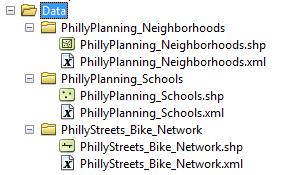 Data
PhillyPlanning_Neighborhoods
PhillyPlanning_Neighborhoods.shp
PhillyPlanning_Neighborhoods.xml
PhillyPlanning_Schools
PhillyPlanning_Schools.shp
PhillyPlanning_Schools.xml
PhillyStreets_Bike_Network
PhillyStreets_Bike_Network.shp
PhillyStreets_Bike_Network.xml